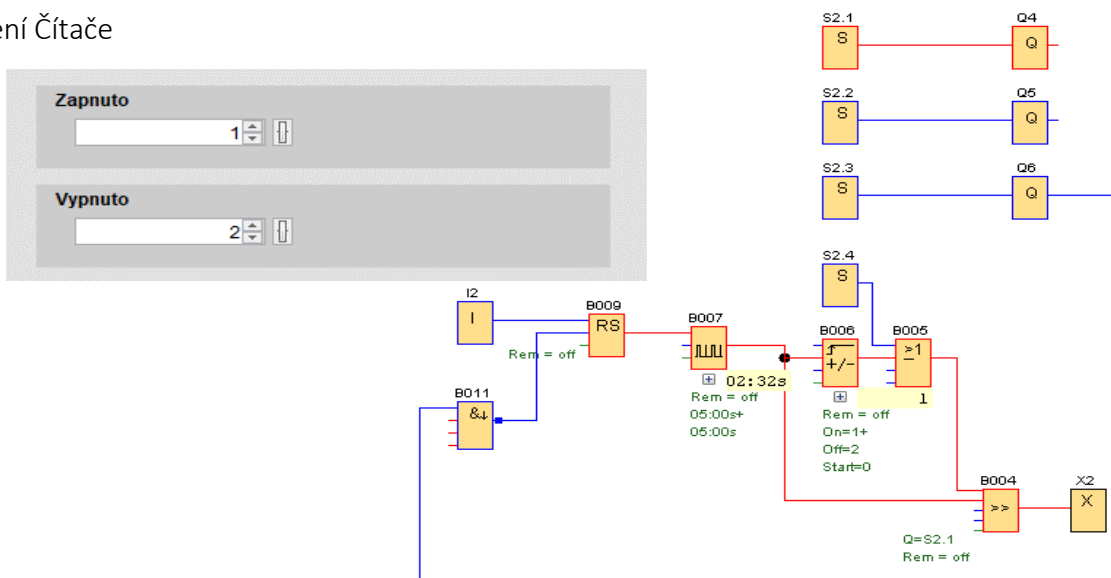 ení Čítače
Zapnuto
1
Vypnuto
2
S2.1 Q4
S Q
S2.2 Q5
S Q
S2.3 Q6
S Q
S2.4
S
I2
I
B009
RS
Rem = off
B007
02:32s
Rem = off
05:00s+
05:00s
B006
+/-
Rem = off
On=1+
Off=2
Start=0
B005
≥1
1
B011
&↓
B004
>>
Q=S2.1
Rem = off
X2
X